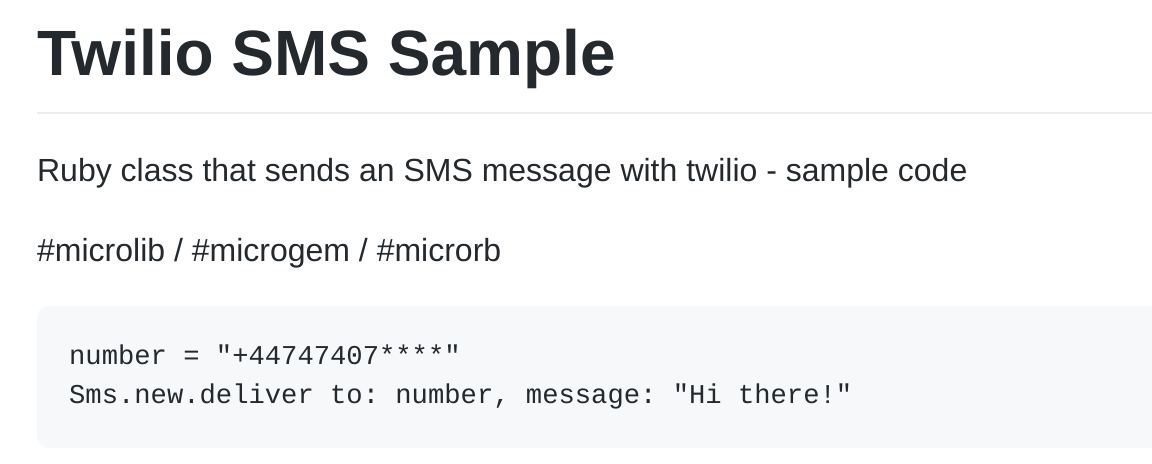 Twilio SMS Sample
Ruby class that sends an SMS message with twilio - sample code
#microlib / #microgem / #microrb
number = "+44747407****"
Sms.new.deliver to: number, message: "Hi there!"